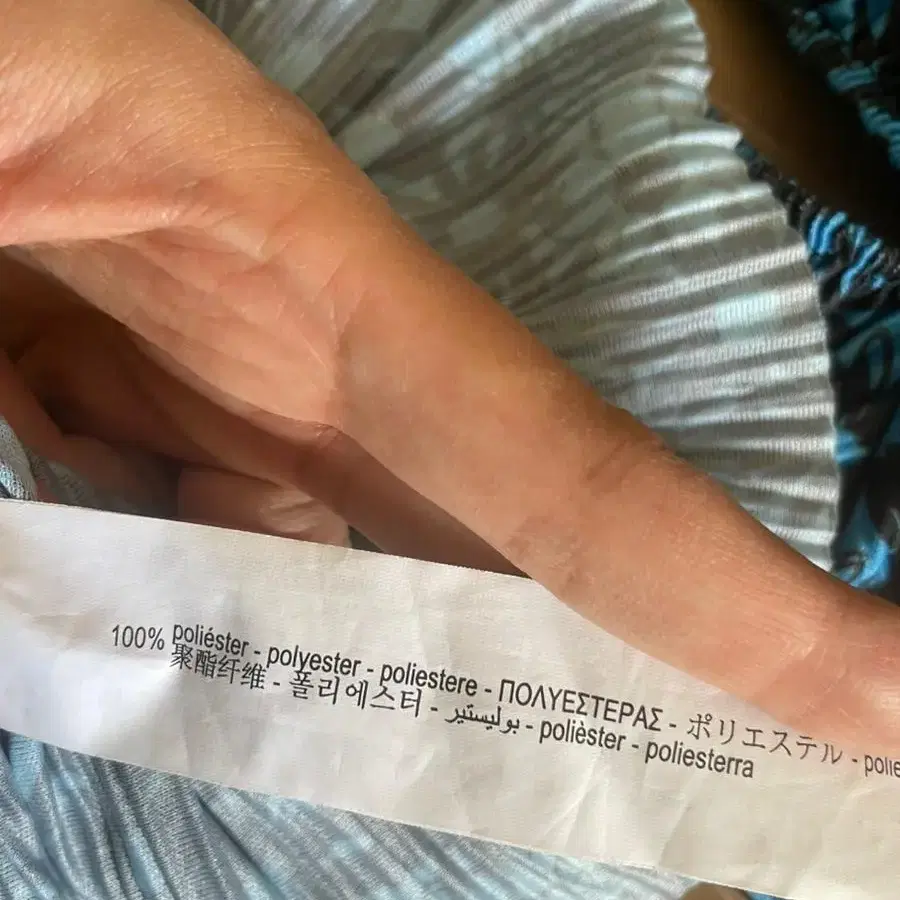 100% poliéster - polyester - poliestere - ΠΟΛΥΕΣΤΕΡΑΣ - ポリエステル -
聚酯纤维 - 폴리에스터 - بوليستير - polièster - poliesterra